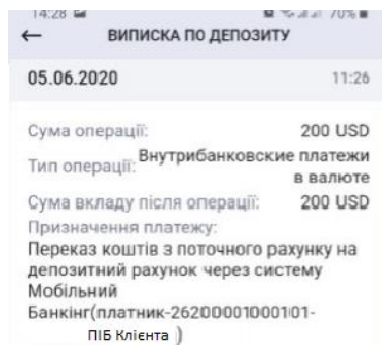 14:28 70%
← ВИПИСКА ПО ДЕПОЗИТУ
05.06.2020 11:26
Сума операції: 200 USD
Тип операції: Внутрибанковские платежи
в валюте
Сума вкладу після операції: 200 USD
Призначення платежу:
Переказ коштів з поточного рахунку на
депозитний рахунок через систему
Мобільний
Банкінг(платник-26200001000101-
ПІБ Клієнта )